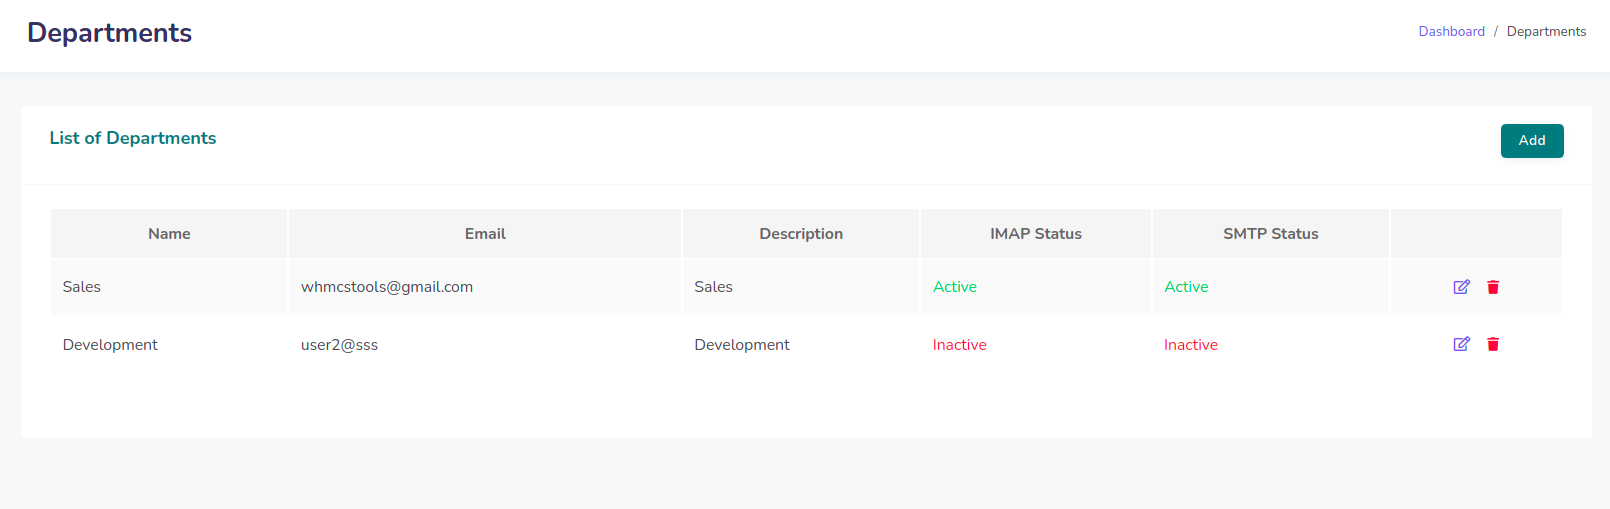 Departments
Dashboard / Departments
List of Departments
Add
Name Email Description IMAP Status SMTP Status
Sales whmcstools@gmail.com Sales Active Active
Development user2@sss Development Inactive Inactive